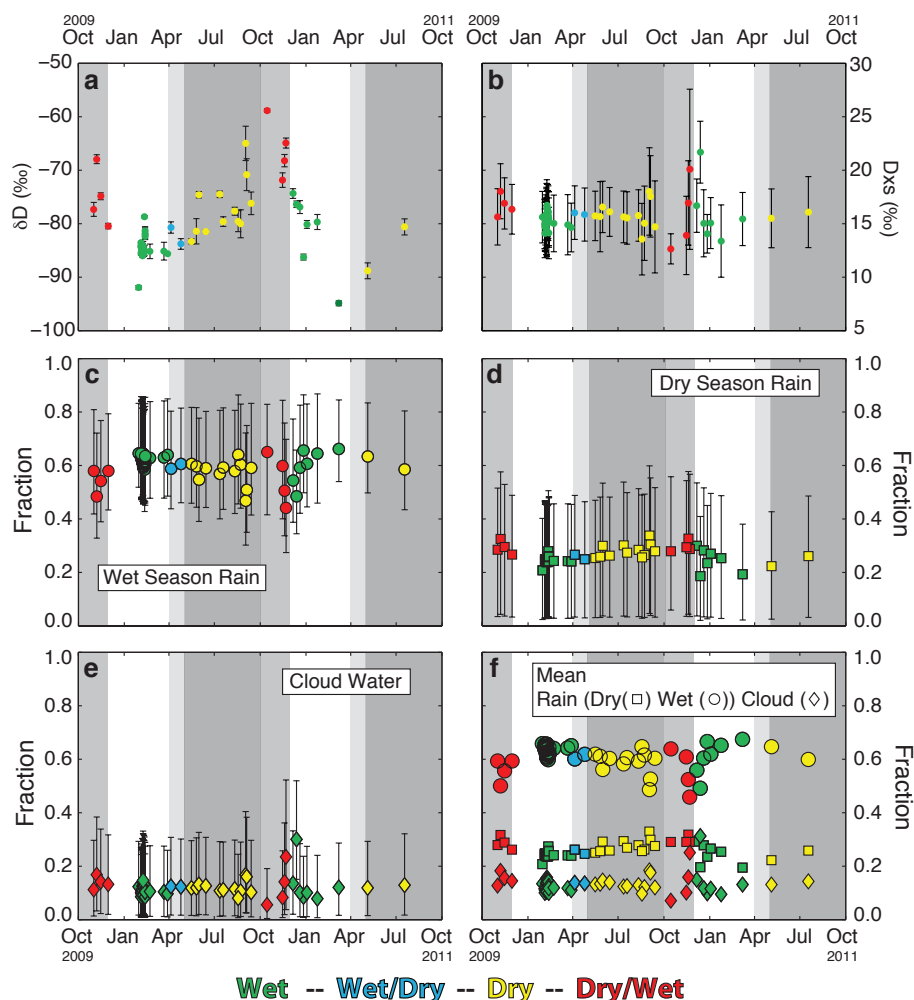 2009 2011
Oct Jan Apr Jul Oct Jan Apr Jul Oct Oct Jan Apr Jul Oct Jan Apr Jul Oct
a
−50
−60
−70
−80
−90
−100
δD (‰)
b
30
25
20
15
10
5
Dxs (‰)
c
1.0
0.8
0.6
0.4
0.2
0.0
Fraction
Wet Season Rain
d
Dry Season Rain
1.0
0.8
0.6
0.4
0.2
0.0
Fraction
e
Cloud Water
1.0
0.8
0.6
0.4
0.2
0.0
Fraction
f
Mean
Rain (Dry(□) Wet (○)) Cloud (◇)
1.0
0.8
0.6
0.4
0.2
0.0
Fraction
Oct Jan Apr Jul Oct Jan Apr Jul Oct Jan Apr Jul Oct Jan Apr Jul Oct
2009 2011
Wet -- Wet/Dry -- Dry -- Dry/Wet